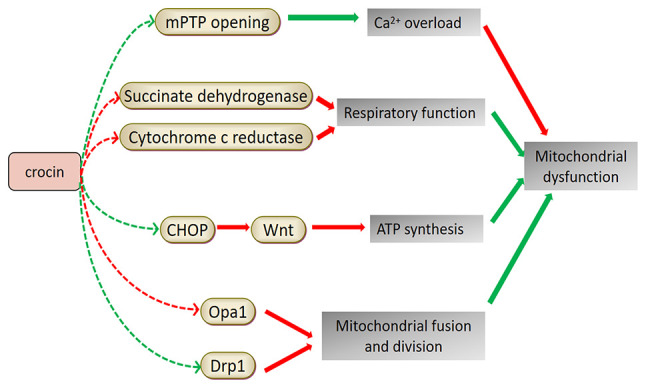 mPTP opening
Ca²⁺ overload
Succinate dehydrogenase
Respiratory function
Cytochrome c reductase
crocin
Mitochondrial
dysfunction
CHOP
Wnt
ATP synthesis
Opa1
Mitochondrial fusion
and division
Drp1